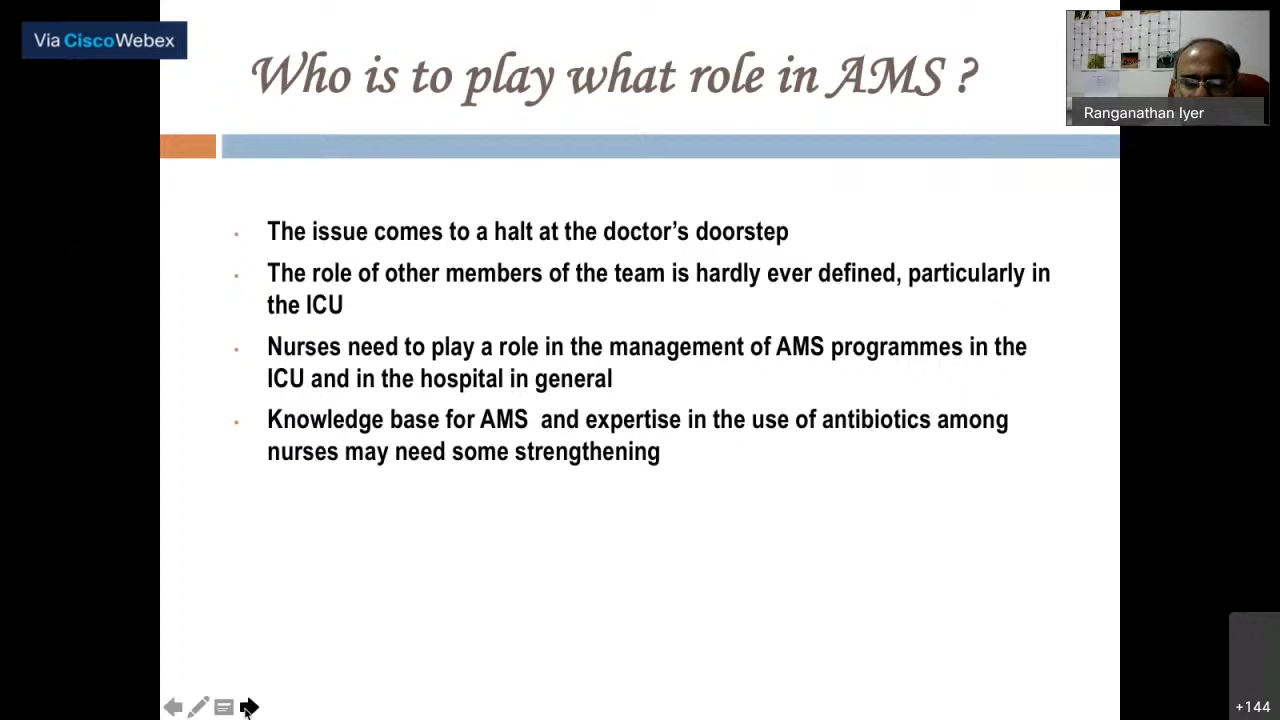 Via CiscoWebex
Who is to play what role in AMS ?
Ranganathan Iyer
The issue comes to a halt at the doctor's doorstep
The role of other members of the team is hardly ever defined, particularly in
the ICU
Nurses need to play a role in the management of AMS programmes in the
ICU and in the hospital in general
Knowledge base for AMS and expertise in the use of antibiotics among
nurses may need some strengthening
+144